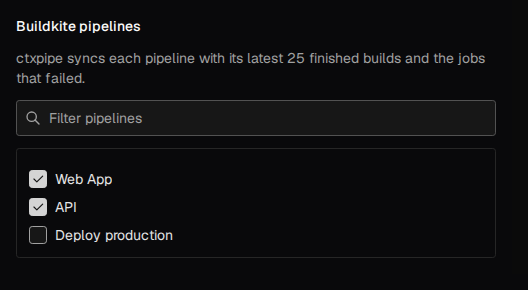 Buildkite pipelines
ctxpipe syncs each pipeline with its latest 25 finished builds and the jobs
that failed.
Filter pipelines
Web App
API
Deploy production